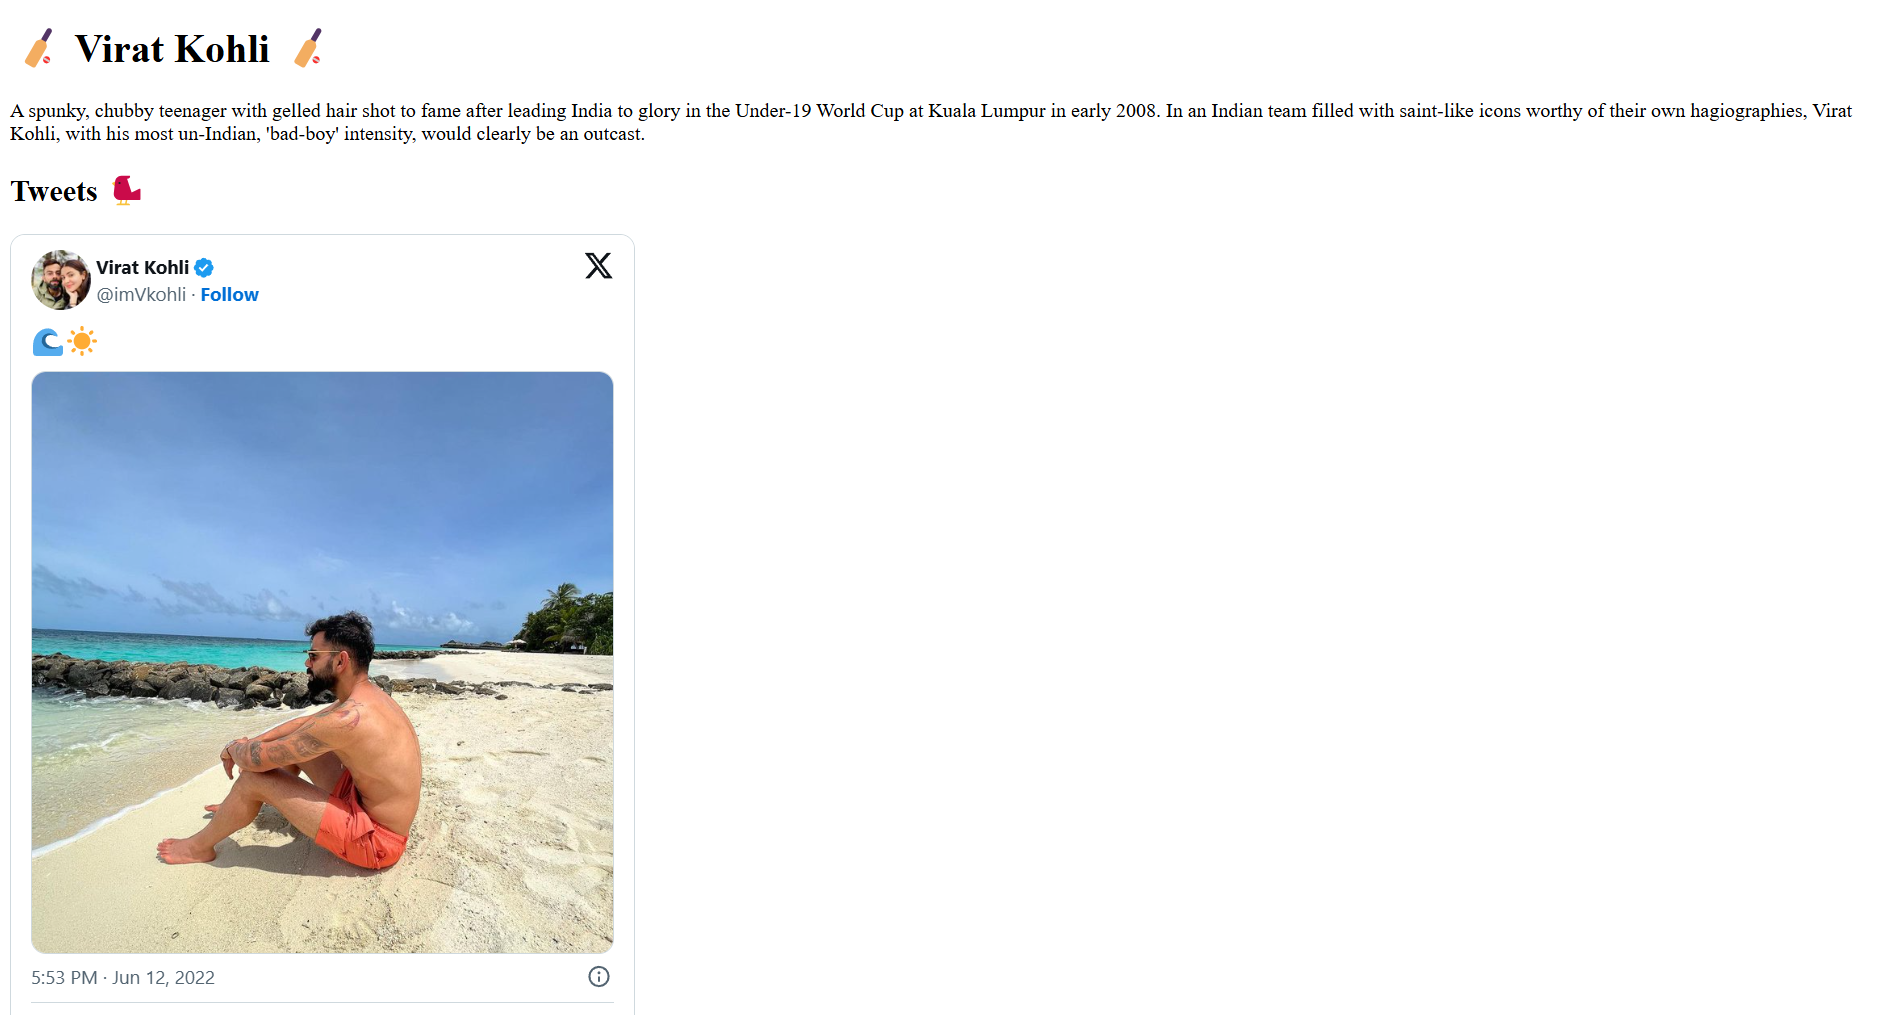 🏏 Virat Kohli 🏏
A spunky, chubby teenager with gelled hair shot to fame after leading India to glory in the Under-19 World Cup at Kuala Lumpur in early 2008. In an Indian team filled with saint-like icons worthy of their own hagiographies, Virat
Kohli, with his most un-Indian, 'bad-boy' intensity, would clearly be an outcast.
Tweets
Virat Kohli
@imVkohli · Follow
🌊☀️
5:53 PM · Jun 12, 2022